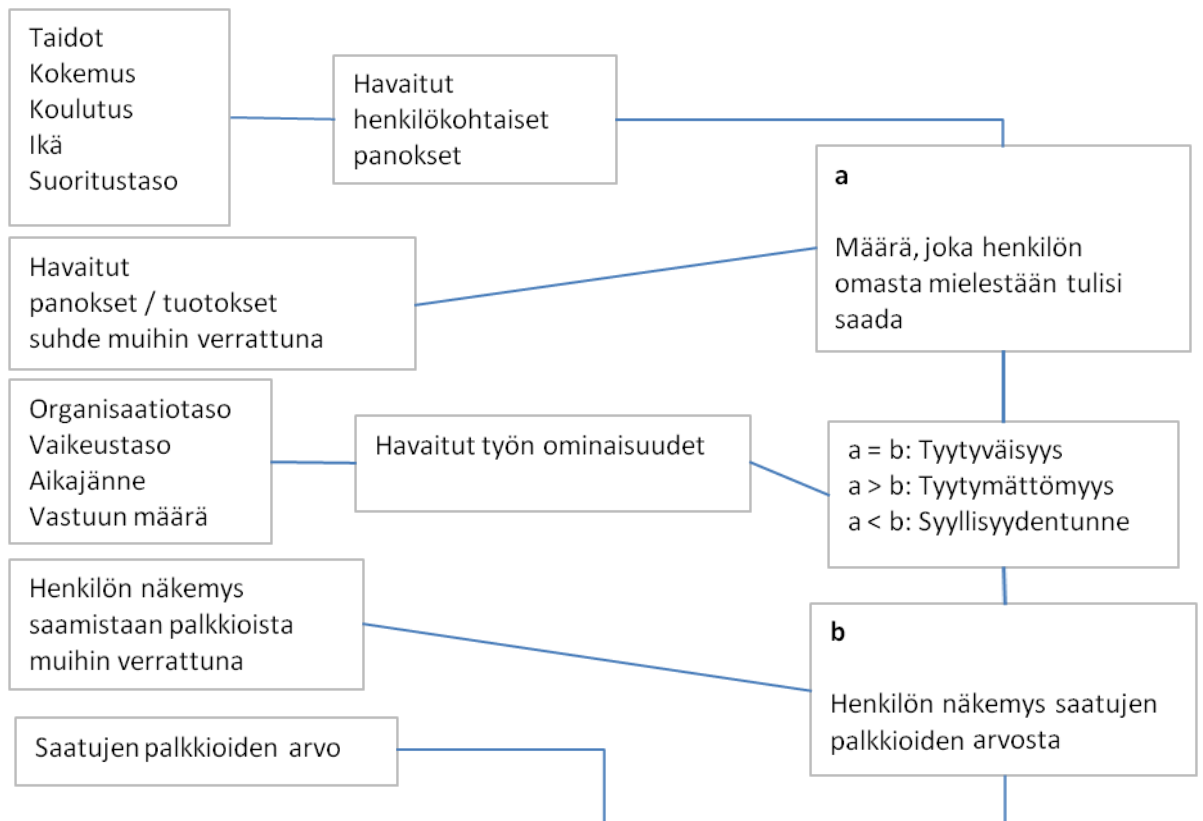 Taidot
Kokemus
Koulutus
Ikä
Suoritustaso
Havaitut
henkilökohtaiset
panokset
a
Määrä, joka henkilön
omasta mielestään tulisi
saada
Havaitut
panokset / tuotokset
suhde muihin verrattuna
Organisaatiotaso
Vaikeustaso
Aikajänne
Vastuun määrä
Havaitut työn ominaisuudet
a = b: Tyytyväisyys
a > b: Tyytymättömyys
a < b: Syyllisyydentunne
Henkilön näkemys
saamistaan palkkioista
muihin verrattuna
b
Henkilön näkemys saatujen
palkkioiden arvosta
Saatujen palkkioiden arvo